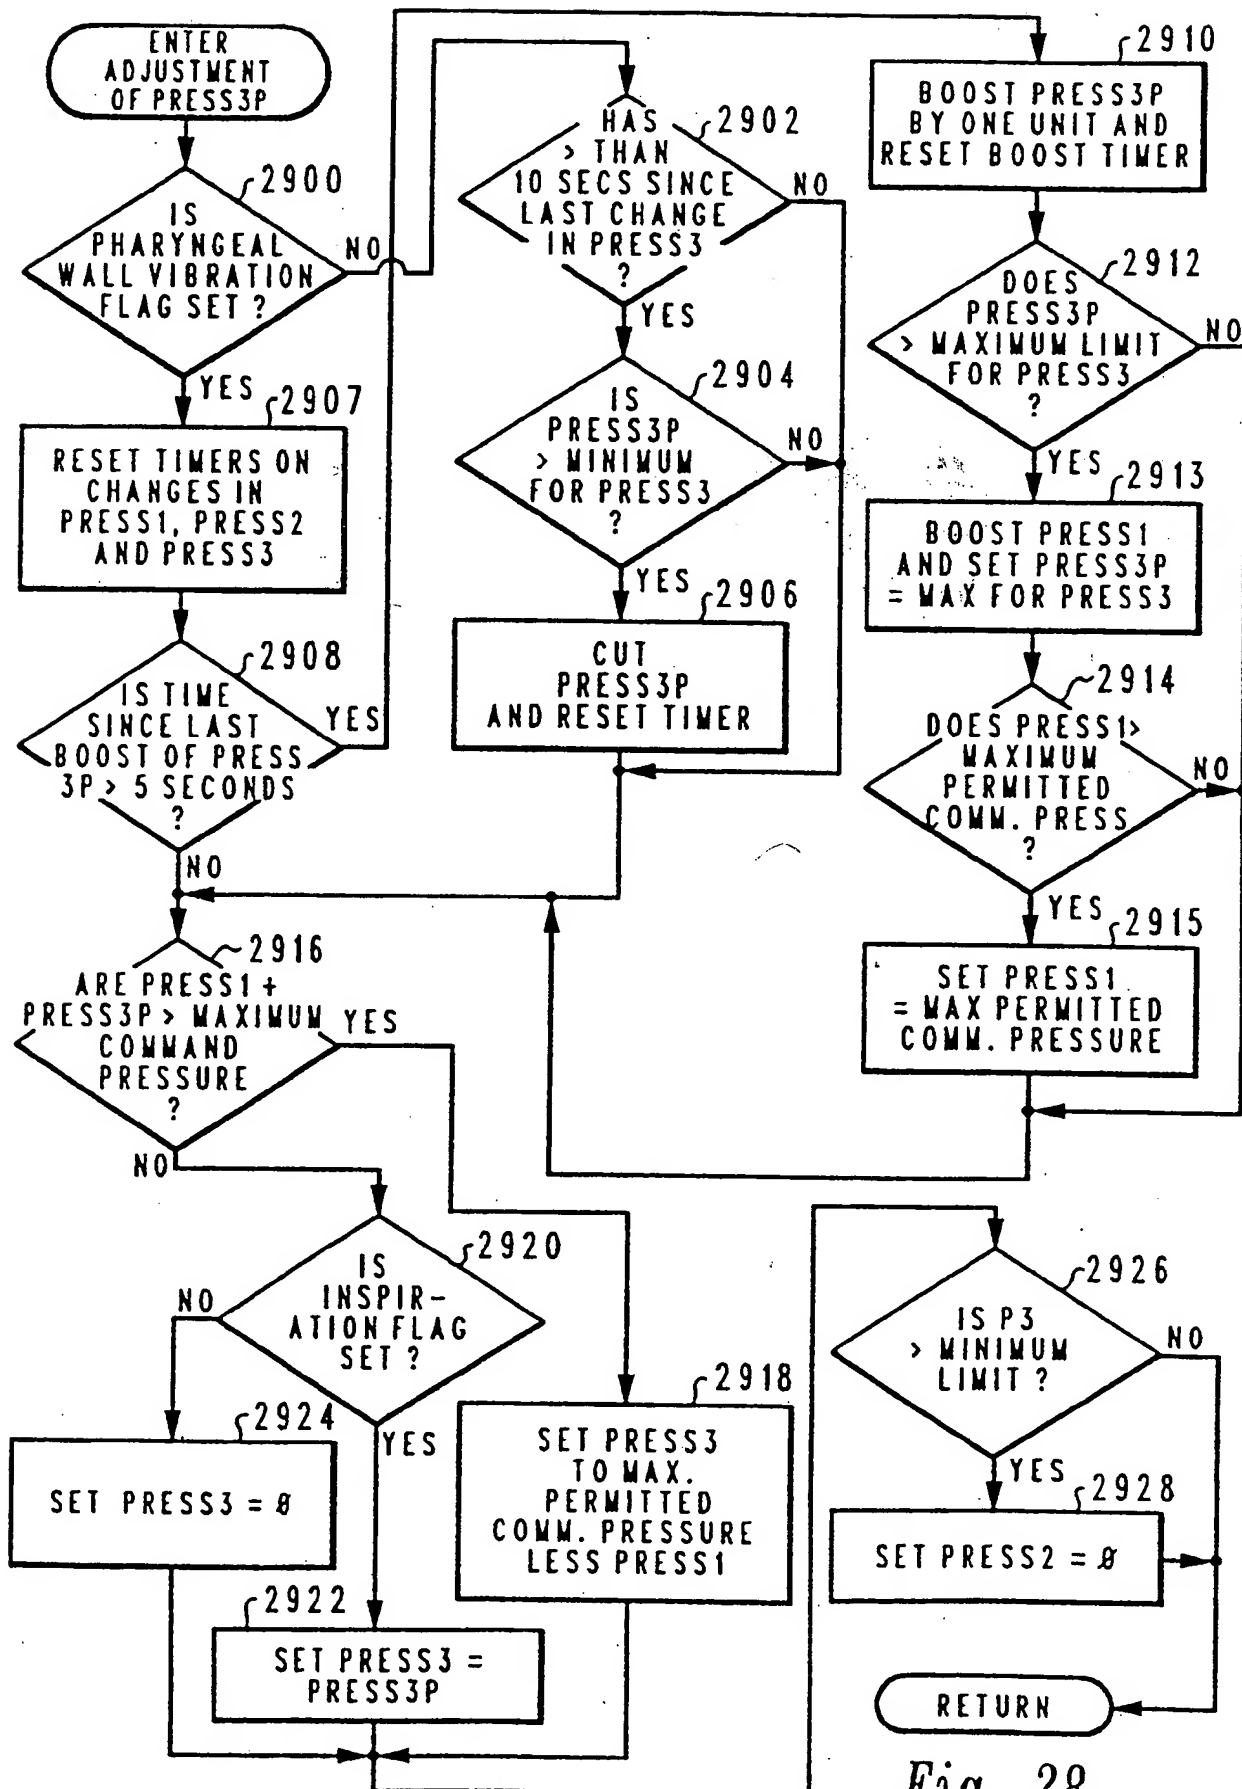 ENTER
ADJUSTMENT
OF PRESS3P
2900
IS
PHARYNGEAL
WALL VIBRATION
FLAG SET ?
NO
YES
2907
RESET TIMERS ON
CHANGES IN
PRESS1, PRESS2
AND PRESS3
2908
IS TIME
SINCE LAST
BOOST OF PRESS
3P > 5 SECONDS
?
YES
NO
2902
HAS
> THAN
10 SECS SINCE
LAST CHANGE
IN PRESS3
?
NO
YES
2904
IS
PRESS3P
> MINIMUM
FOR PRESS3
?
NO
YES
2906
CUT
PRESS3P
AND RESET TIMER
2910
BOOST PRESS3P
BY ONE UNIT AND
RESET BOOST TIMER
2912
DOES
PRESS3P
> MAXIMUM LIMIT
FOR PRESS3
?
NO
YES
2913
BOOST PRESS1
AND SET PRESS3P
= MAX FOR PRESS3
2914
DOES PRESS1>
MAXIMUM
PERMITTED
COMM. PRESS
?
NO
YES
2915
SET PRESS1
= MAX PERMITTED
COMM. PRESSURE
2916
ARE PRESS1 +
PRESS3P > MAXIMUM
COMMAND
PRESSURE
?
YES
NO
2920
IS
INSPIR-
ATION FLAG
SET ?
NO
YES
2924
SET PRESS3 = 0
2922
SET PRESS3 =
PRESS3P
2918
SET PRESS3
TO MAX.
PERMITTED
COMM. PRESSURE
LESS PRESS1
2926
IS P3
> MINIMUM
LIMIT ?
NO
YES
2928
SET PRESS2 = 0
RETURN
Fig. 28